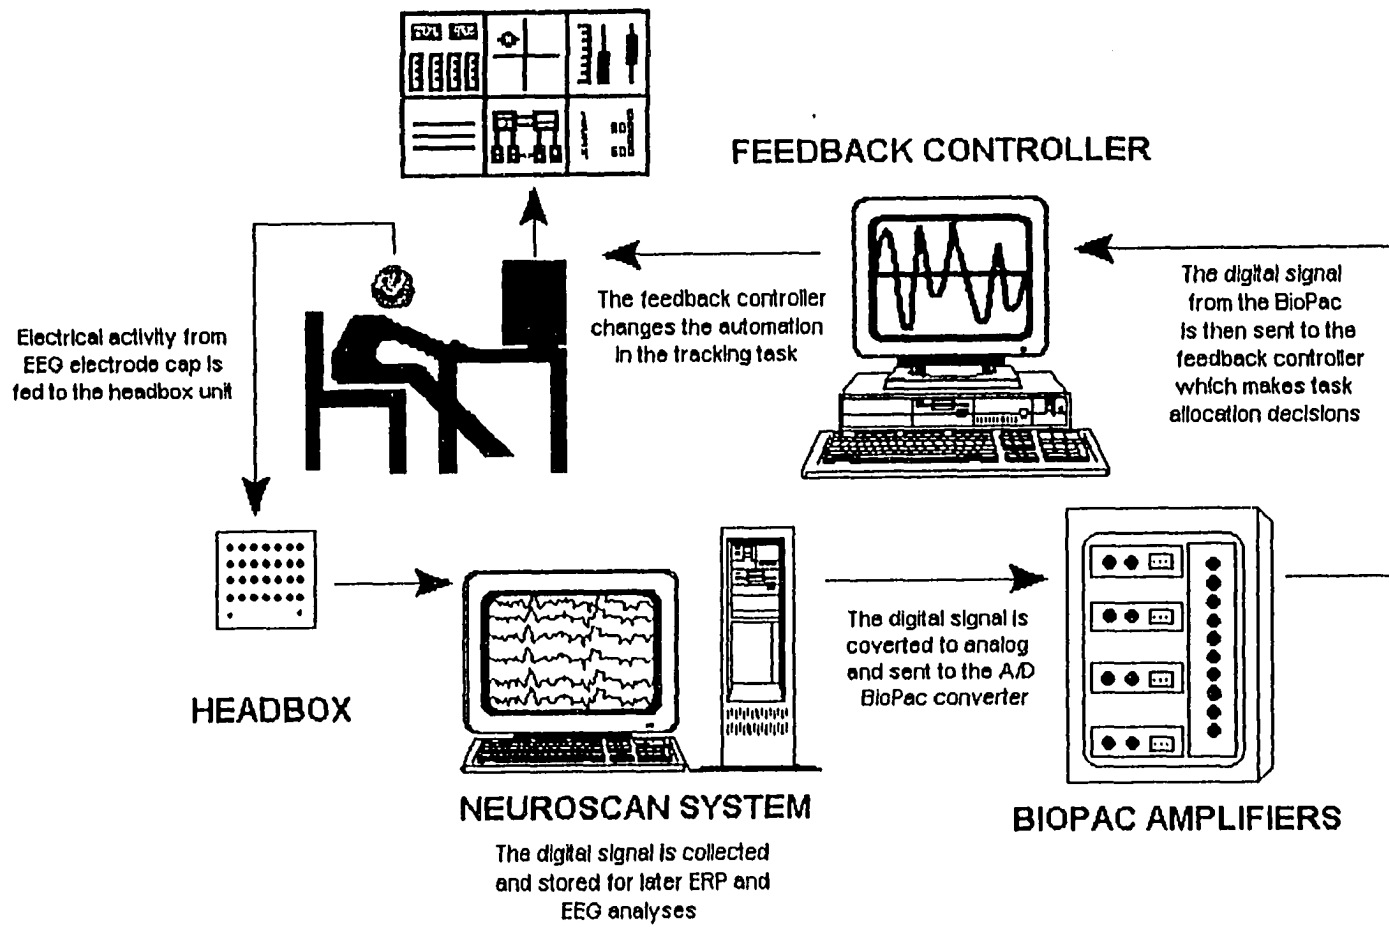 FEEDBACK CONTROLLER
The digital signal
from the BioPac
is then sent to the
feedback controller
which makes task
allocation decisions
The feedback controller
changes the automation
in the tracking task
Electrical activity from
EEG electrode cap is
fed to the headbox unit
HEADBOX
NEUROSCAN SYSTEM
The digital signal is collected
and stored for later ERP and
EEG analyses
The digital signal is
coverted to analog
and sent to the A/D
BioPac converter
BIOPAC AMPLIFIERS